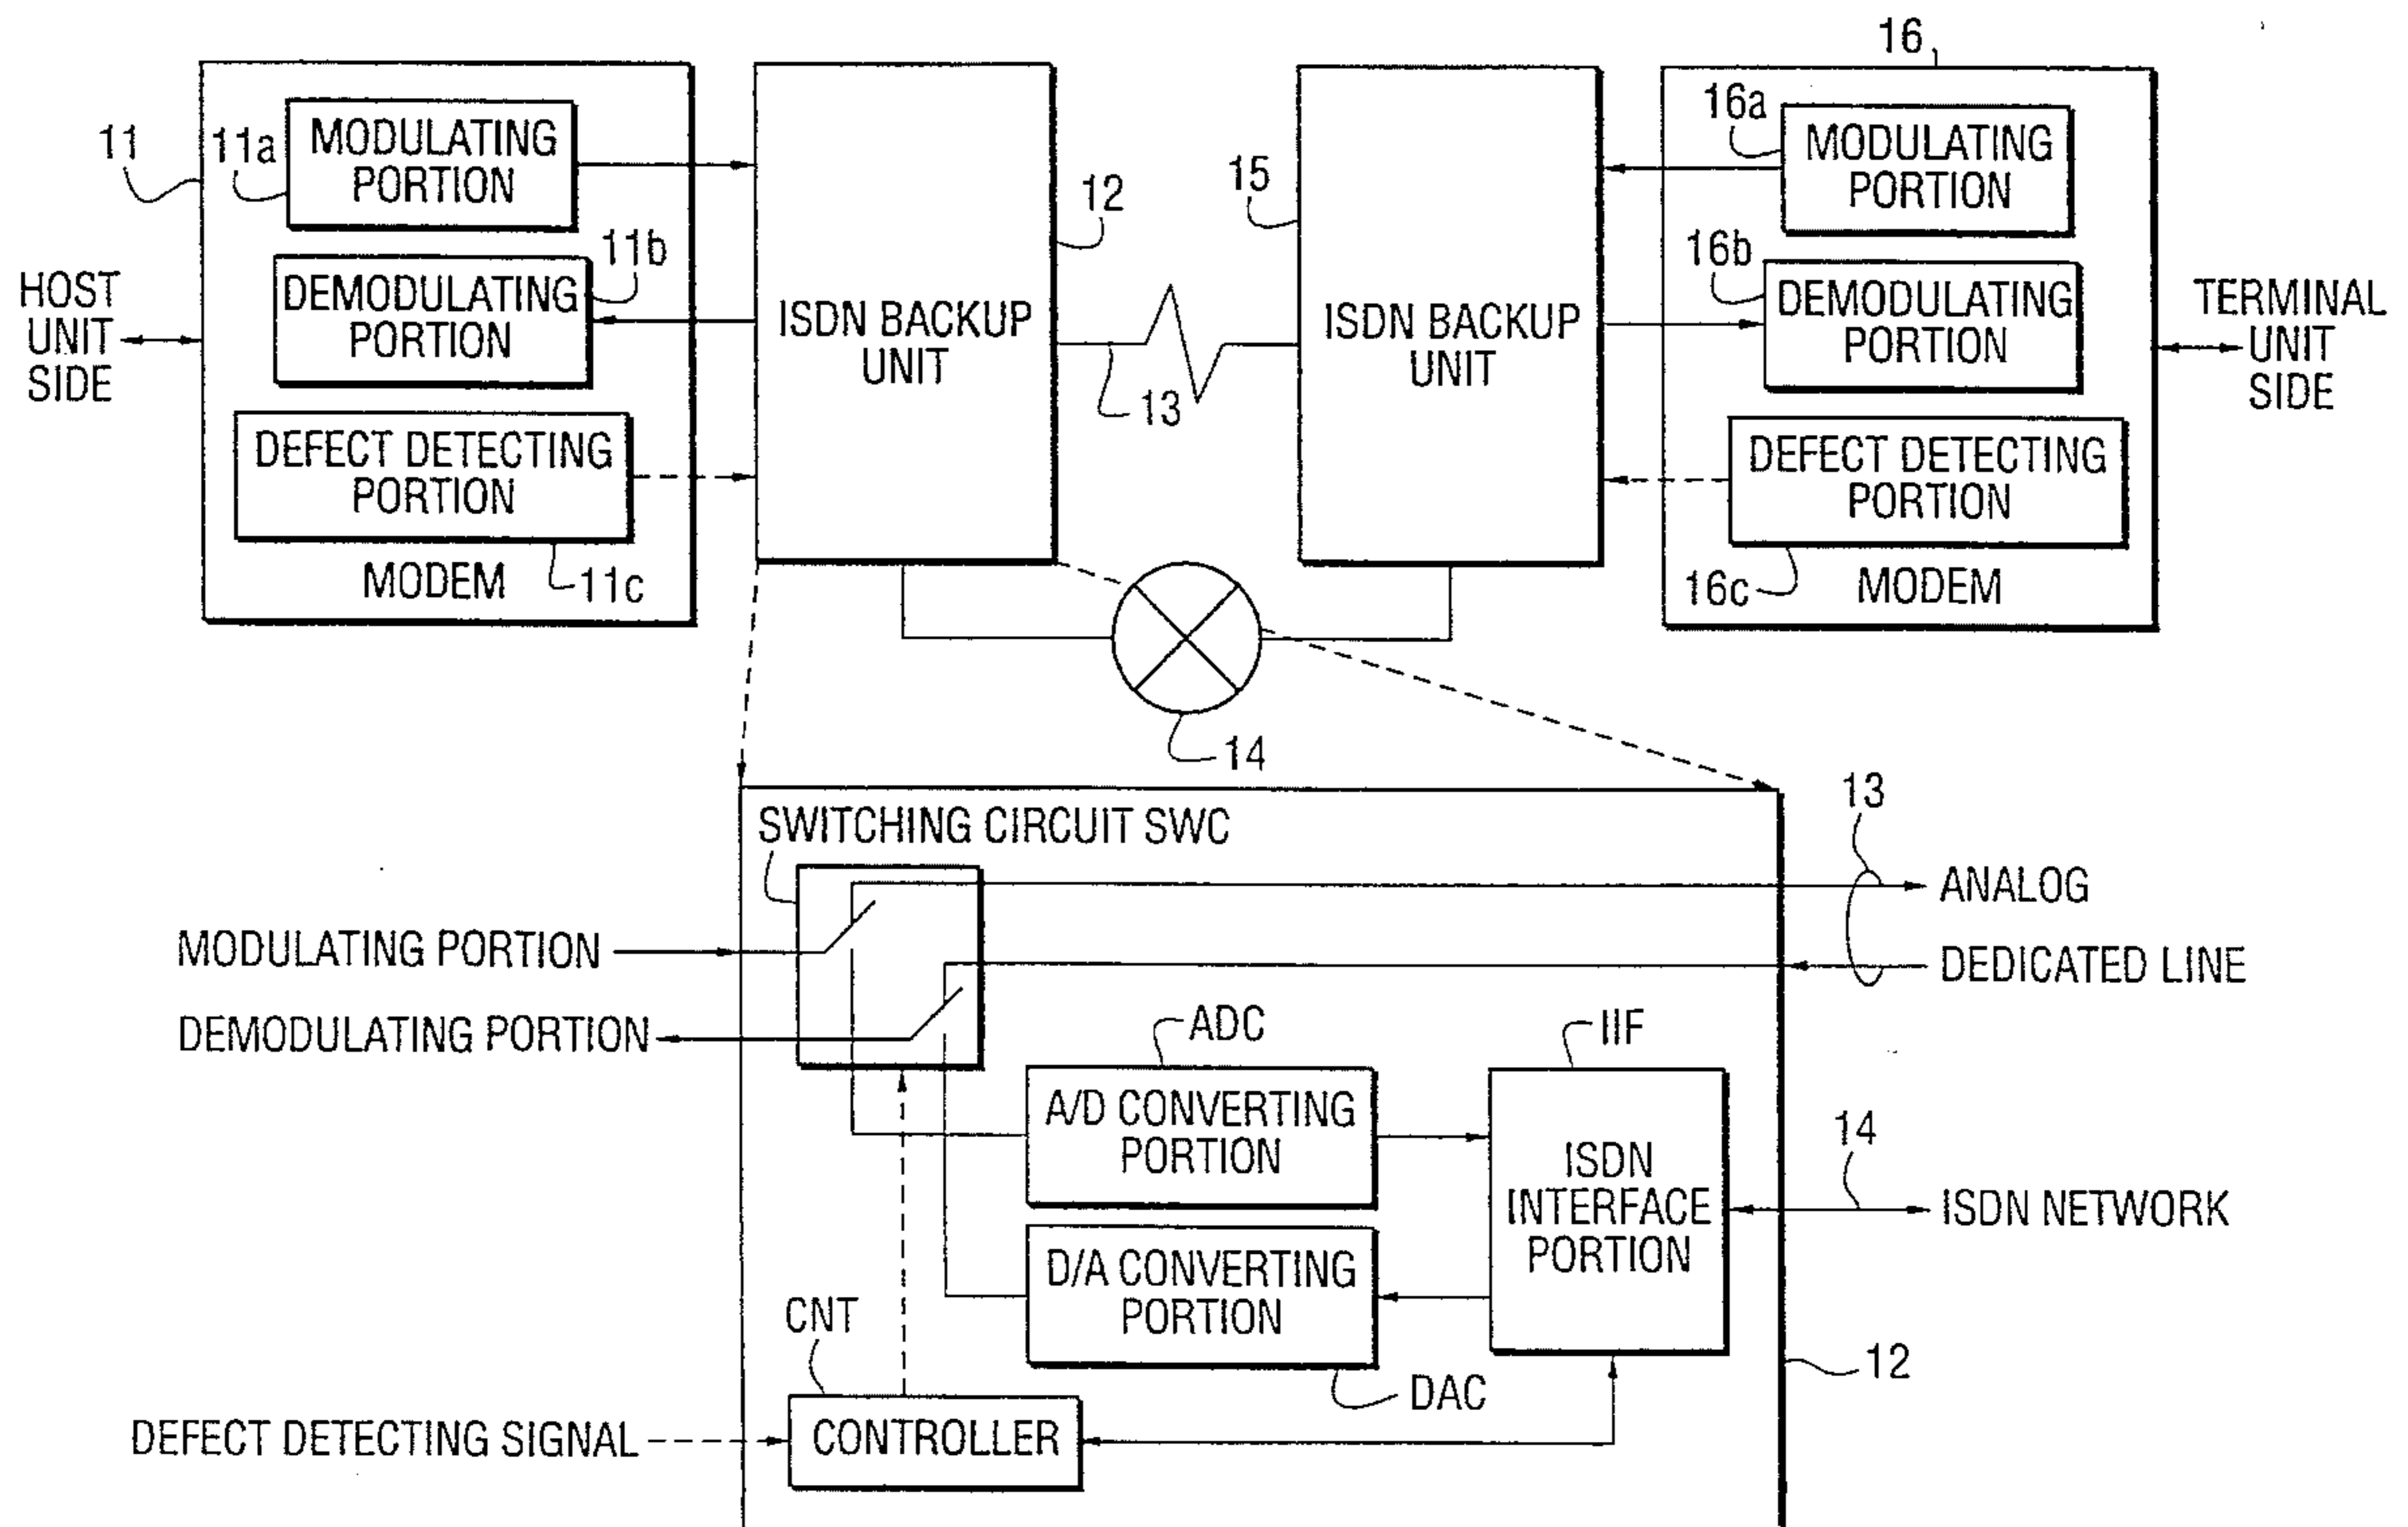 16
11
11a
MODULATING
PORTION
12
15
16a
MODULATING
PORTION
HOST
UNIT
SIDE
11b
DEMODULATING
PORTION
ISDN BACKUP
UNIT
13
ISDN BACKUP
UNIT
16b
DEMODULATING
PORTION
TERMINAL
UNIT
SIDE
DEFECT DETECTING
PORTION
11c
MODEM
DEFECT DETECTING
PORTION
16c
MODEM
14
SWITCHING CIRCUIT SWC
13
ANALOG
MODULATING PORTION
DEDICATED LINE
DEMODULATING PORTION
ADC
IIF
A/D CONVERTING
PORTION
ISDN
INTERFACE
PORTION
14
ISDN NETWORK
D/A CONVERTING
PORTION
DAC
CNT
12
DEFECT DETECTING SIGNAL
CONTROLLER